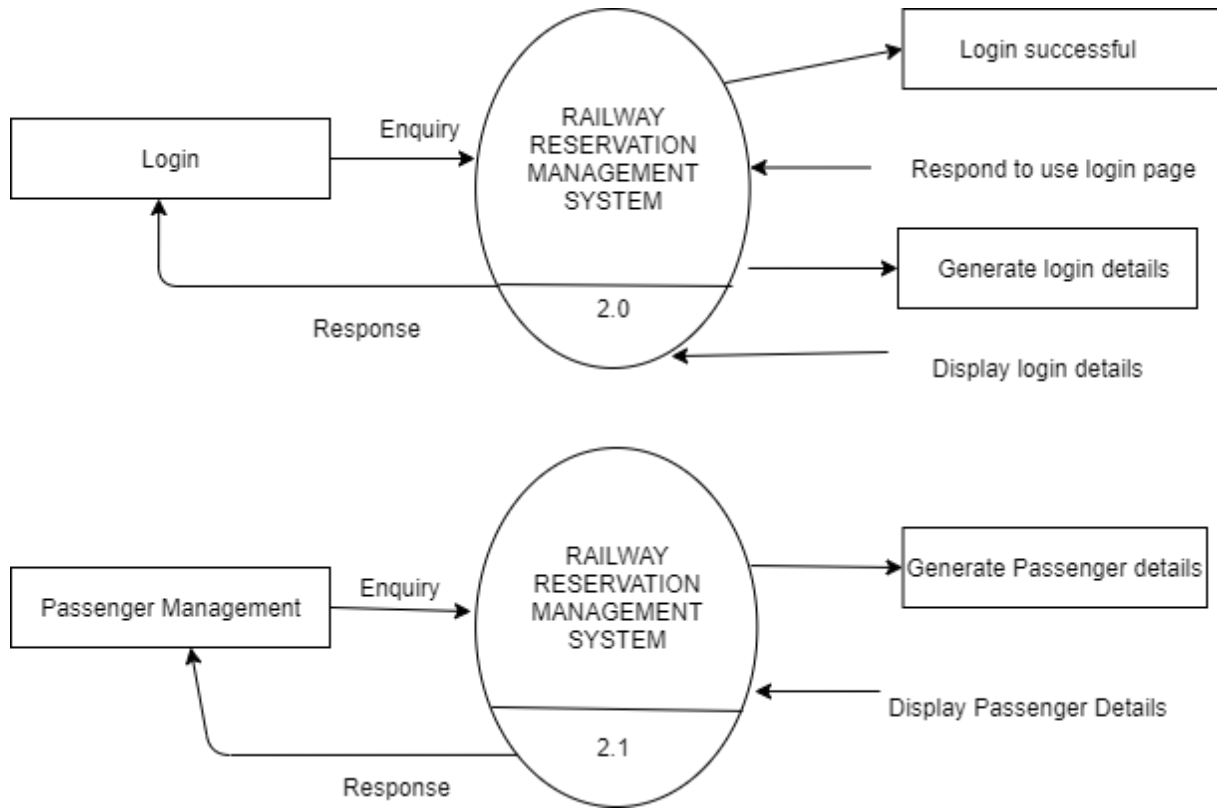 Login successful
Enquiry
Login
RAILWAY
RESERVATION
MANAGEMENT
SYSTEM
Respond to use login page
Generate login details
2.0
Response
Display login details
RAILWAY
RESERVATION
MANAGEMENT
SYSTEM
Generate Passenger details
Enquiry
Passenger Management
Display Passenger Details
2.1
Response